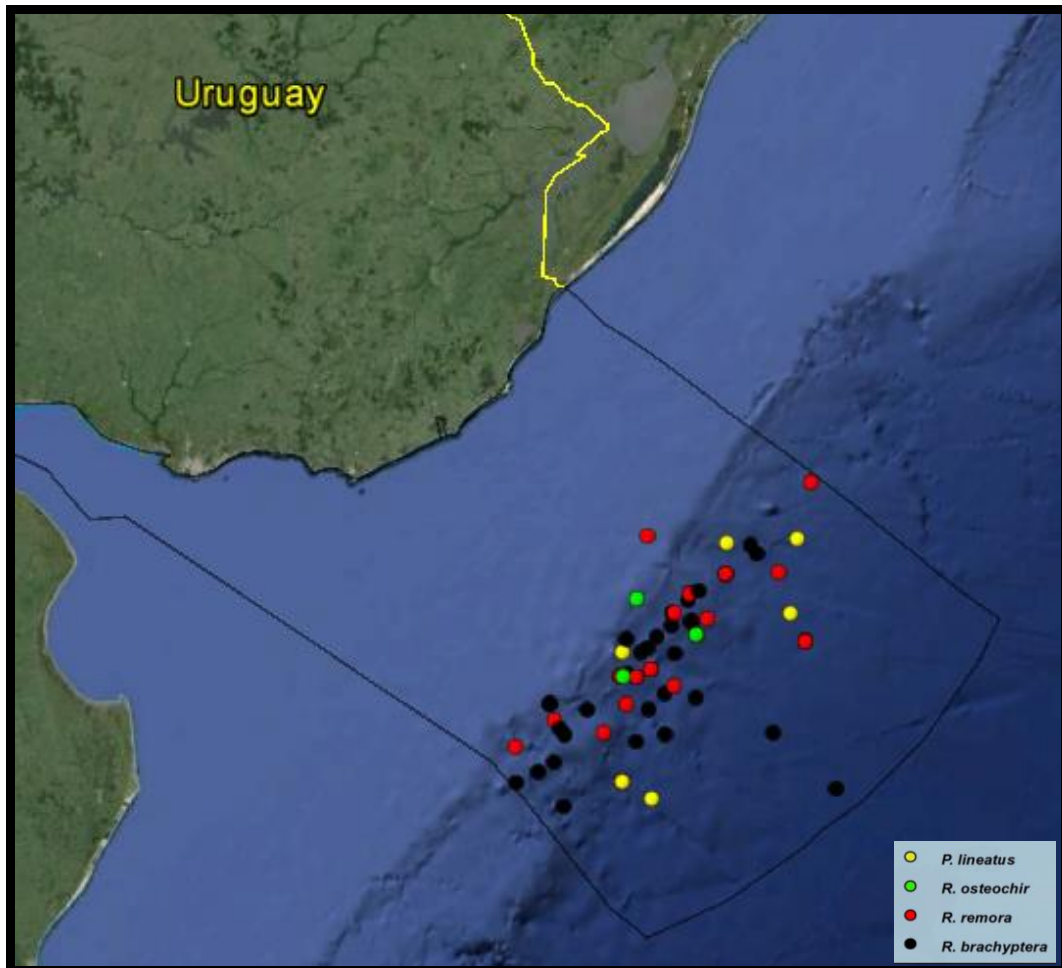 Uruguay
P. lineatus
R. osteochir
R. remora
R. brachyptera